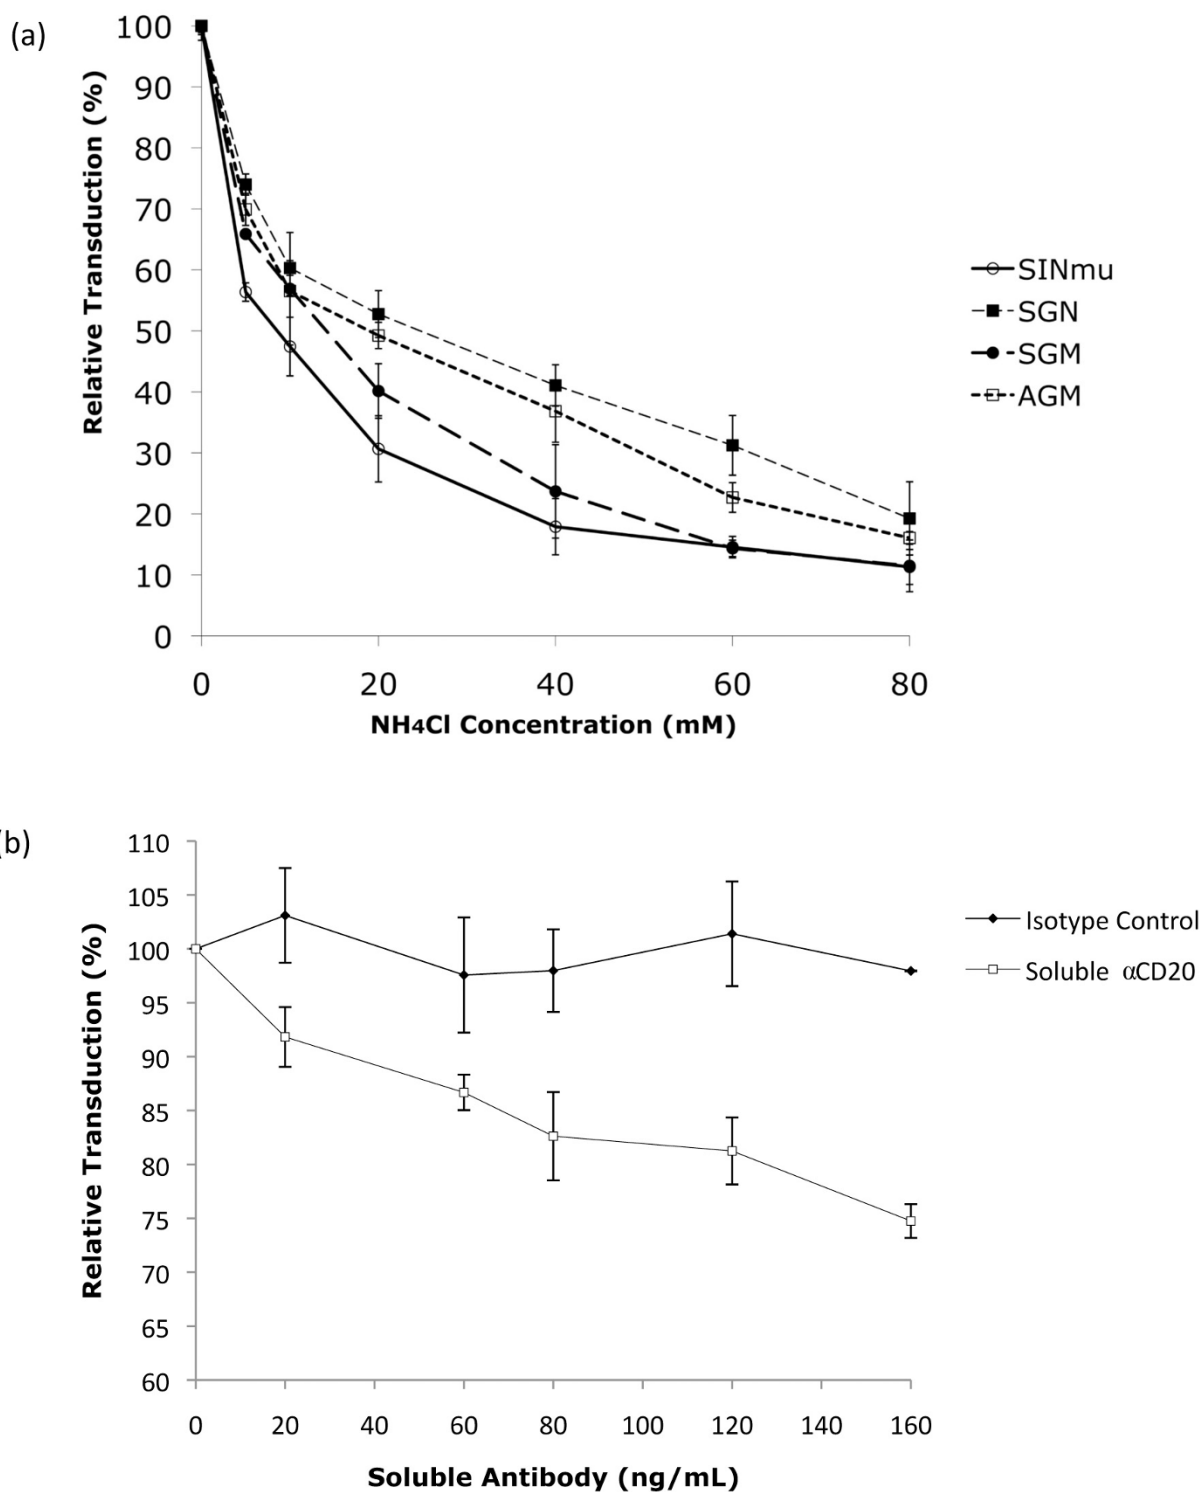 (a)
Relative Transduction (%)
100
90
80
70
60
50
40
30
20
10
0
0 20 40 60 80
NH4Cl Concentration (mM)
SINmu
SGN
SGM
AGM
(b)
Relative Transduction (%)
110
105
100
95
90
85
80
75
70
65
60
0 20 40 60 80 100 120 140 160
Soluble Antibody (ng/mL)
Isotype Control
Soluble αCD20